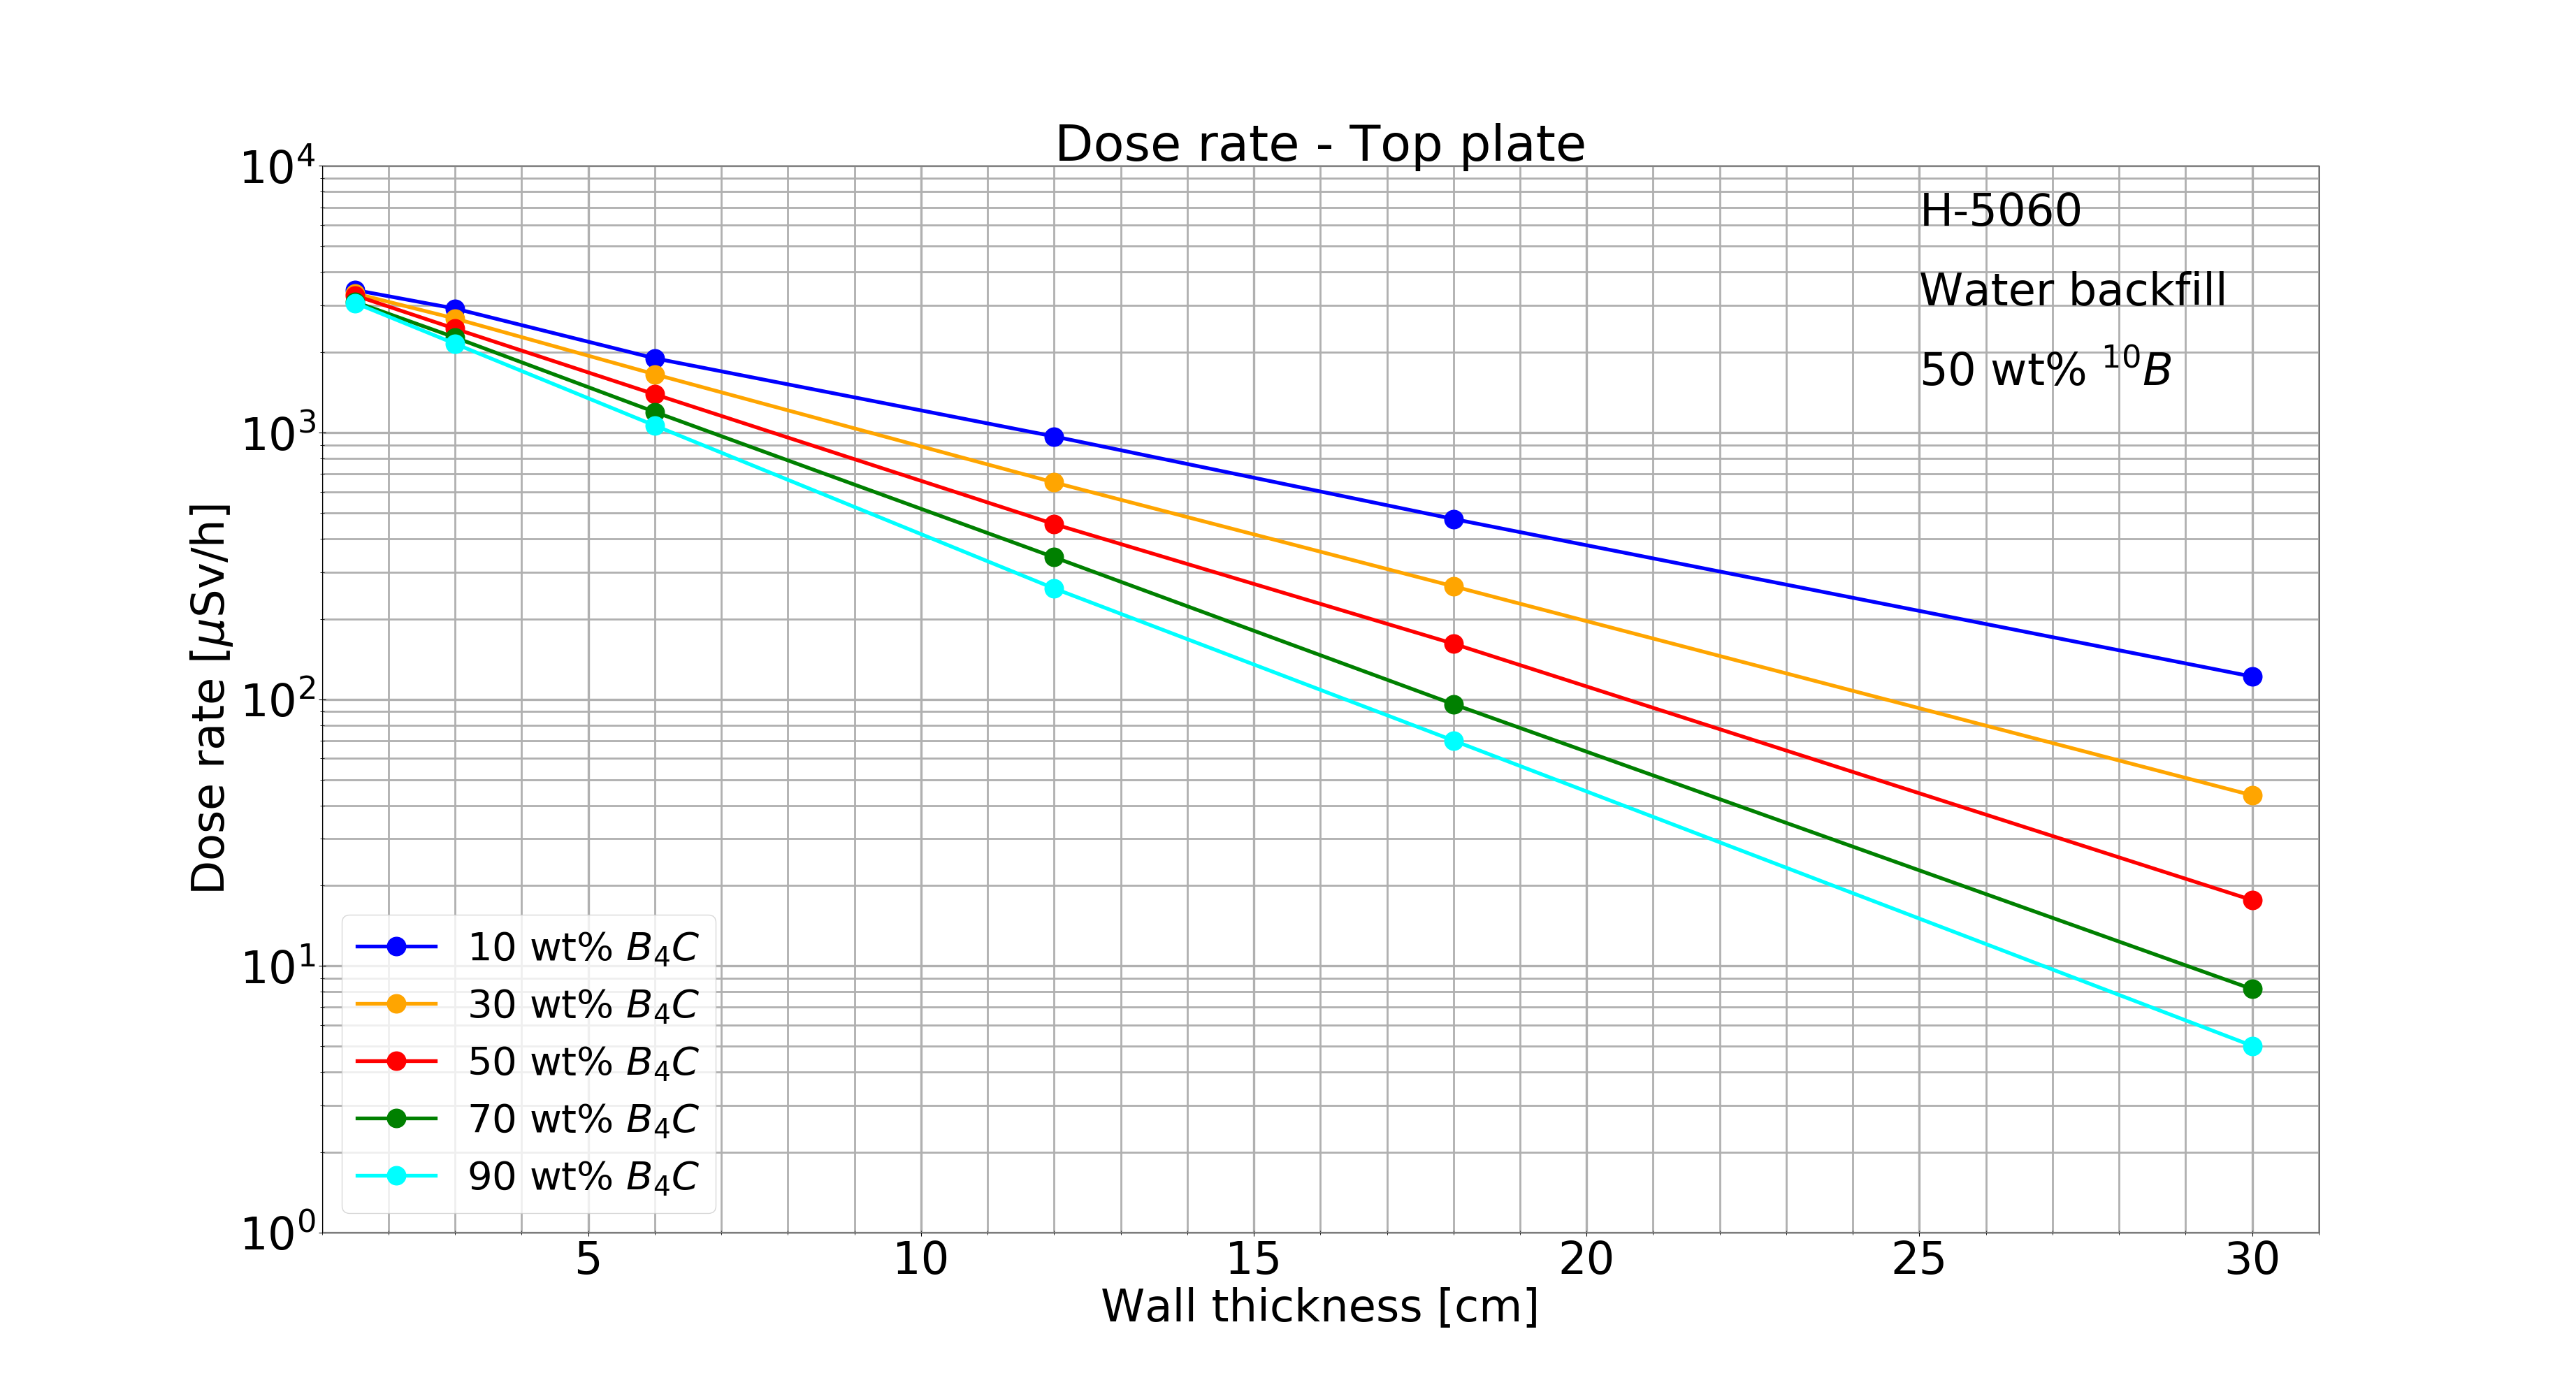 Dose rate - Top plate
10⁴
10³
10²
10¹
10⁰
Dose rate [μSv/h]
H-5060
Water backfill
50 wt% ¹⁰B
10 wt% B₄C
30 wt% B₄C
50 wt% B₄C
70 wt% B₄C
90 wt% B₄C
5 10 15 20 25 30
Wall thickness [cm]